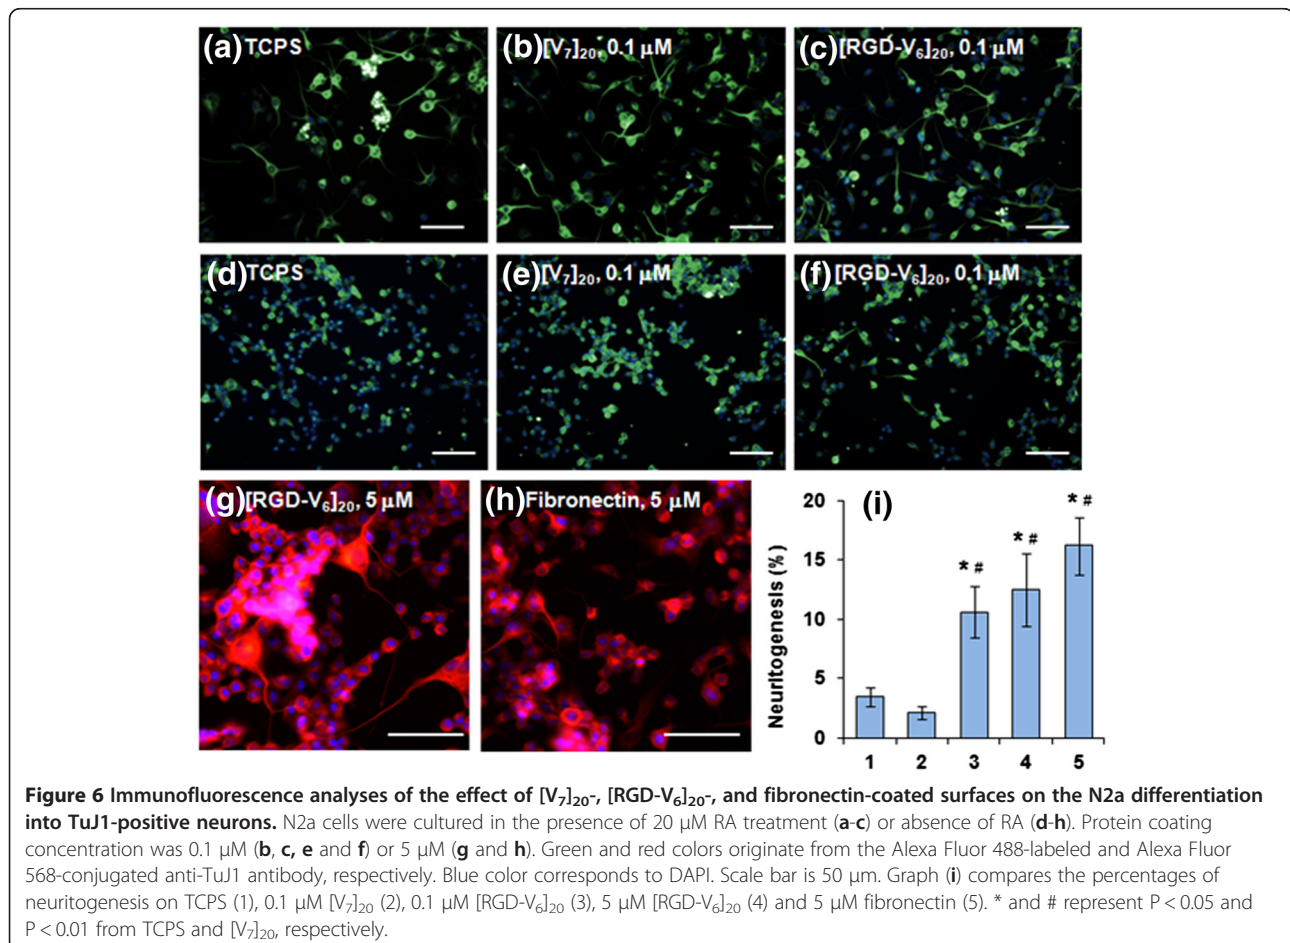 (a) TCPS
(b) [V₇]₂₀, 0.1 μM
(c) [RGD-V₆]₂₀, 0.1 μM
(d) TCPS
(e) [V₇]₂₀, 0.1 μM
(f) [RGD-V₆]₂₀, 0.1 μM
(g) [RGD-V₆]₂₀, 5 μM
(h) Fibronectin, 5 μM
(i)
Neuritogenesis (%)
20
15
10
5
0
* #
* #
* #
1 2 3 4 5
Figure 6 Immunofluorescence analyses of the effect of [V₇]₂₀-, [RGD-V₆]₂₀-, and fibronectin-coated surfaces on the N2a differentiation
into TuJ1-positive neurons. N2a cells were cultured in the presence of 20 μM RA treatment (a-c) or absence of RA (d-h). Protein coating
concentration was 0.1 μM (b, c, e and f) or 5 μM (g and h). Green and red colors originate from the Alexa Fluor 488-labeled and Alexa Fluor
568-conjugated anti-TuJ1 antibody, respectively. Blue color corresponds to DAPI. Scale bar is 50 μm. Graph (i) compares the percentages of
neuritogenesis on TCPS (1), 0.1 μM [V₇]₂₀ (2), 0.1 μM [RGD-V₆]₂₀ (3), 5 μM [RGD-V₆]₂₀ (4) and 5 μM fibronectin (5). * and # represent P < 0.05 and
P < 0.01 from TCPS and [V₇]₂₀, respectively.